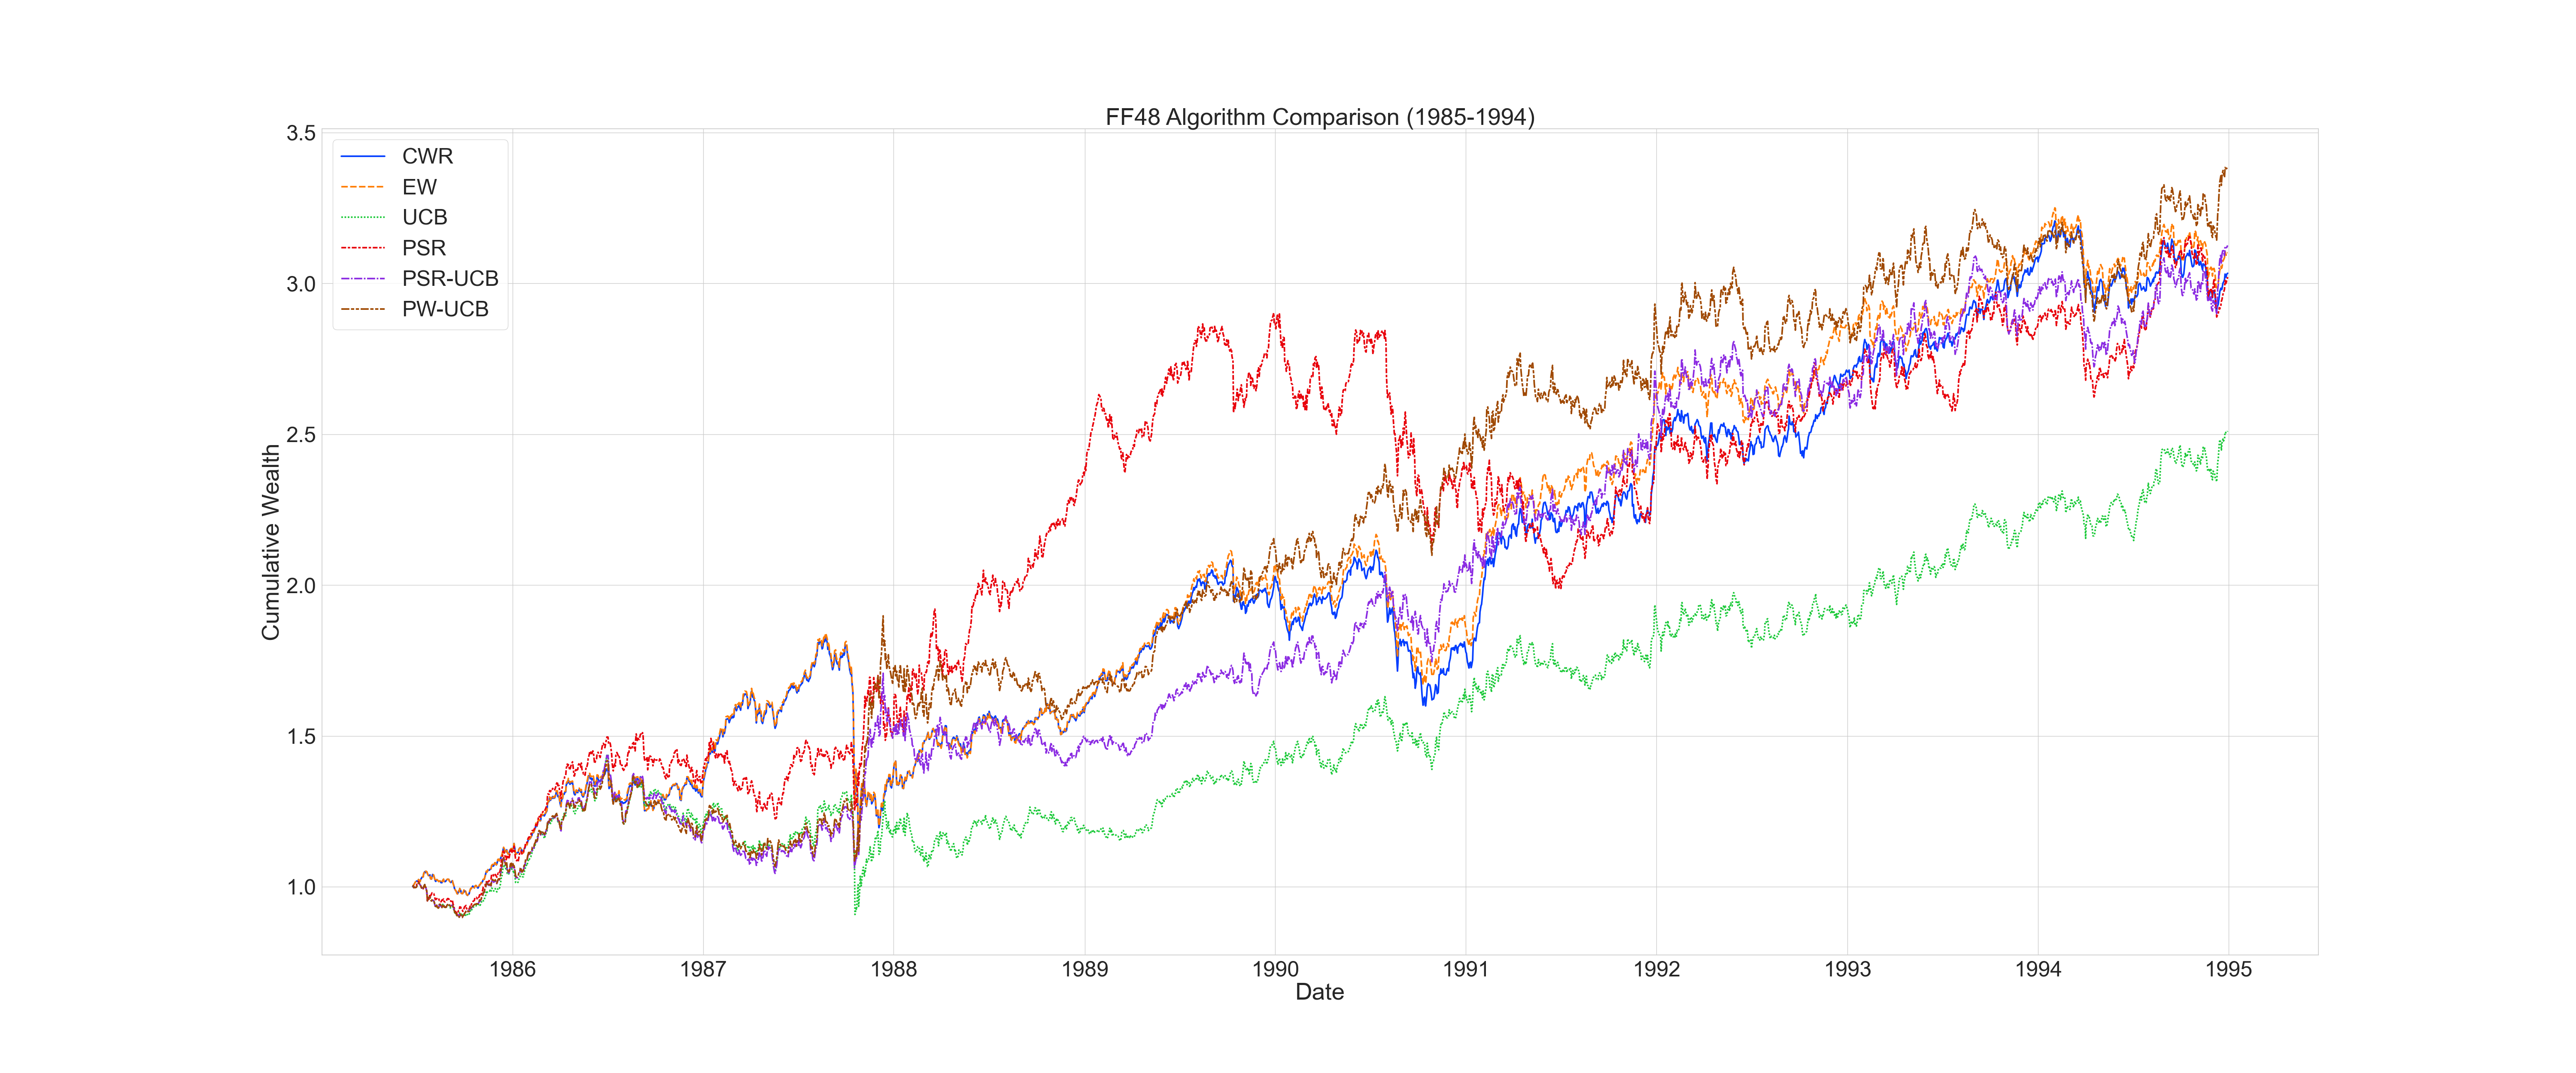 FF48 Algorithm Comparison (1985-1994)
3.5
3.0
2.5
2.0
1.5
1.0
Cumulative Wealth
CWR
EW
UCB
PSR
PSR-UCB
PW-UCB
1986 1987 1988 1989 1990 1991 1992 1993 1994 1995
Date